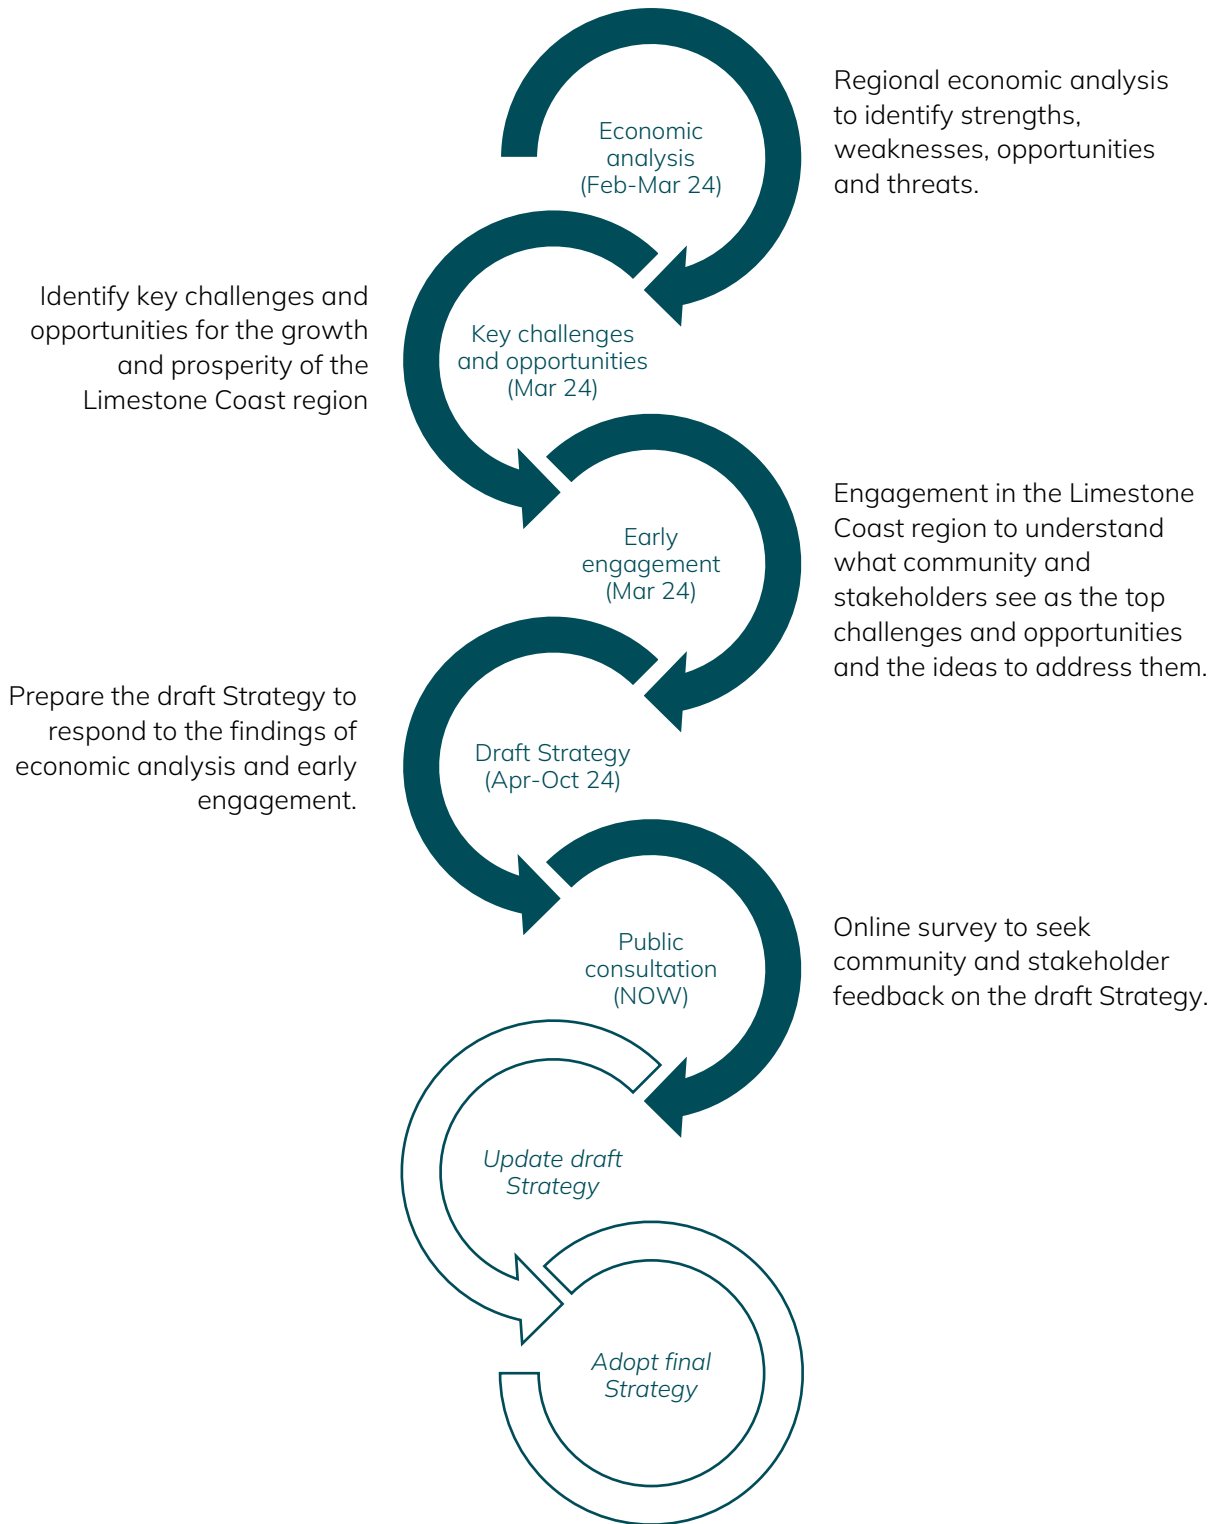 Economic
analysis
(Feb-Mar 24)
Regional economic analysis
to identify strengths,
weaknesses, opportunities
and threats.
Identify key challenges and
opportunities for the growth
and prosperity of the
Limestone Coast region
Key challenges
and opportunities
(Mar 24)
Early
engagement
(Mar 24)
Engagement in the Limestone
Coast region to understand
what community and
stakeholders see as the top
challenges and opportunities
and the ideas to address them.
Prepare the draft Strategy to
respond to the findings of
economic analysis and early
engagement.
Draft Strategy
(Apr-Oct 24)
Public
consultation
(NOW)
Online survey to seek
community and stakeholder
feedback on the draft Strategy.
Update draft
Strategy
Adopt final
Strategy